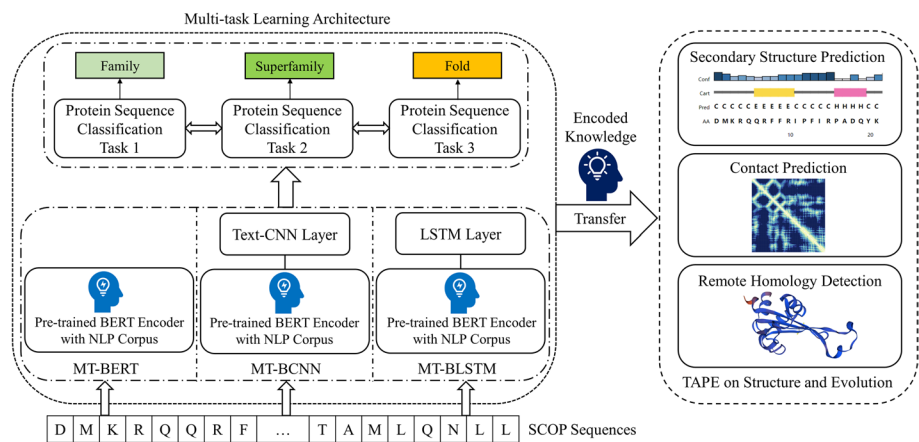 Multi-task Learning Architecture
Family
Superfamily
Fold
Protein Sequence
Classification
Task 1
Protein Sequence
Classification
Task 2
Protein Sequence
Classification
Task 3
Text-CNN Layer
LSTM Layer
Pre-trained BERT Encoder
with NLP Corpus
Pre-trained BERT Encoder
with NLP Corpus
Pre-trained BERT Encoder
with NLP Corpus
MT-BERT
MT-BCNN
MT-BLSTM
D M K R Q Q R F ... T A M L Q N L L
SCOP Sequences
Encoded
Knowledge
Transfer
Secondary Structure Prediction
Conf
Cart
Pred C C C C C E E E E E C C C C C H H H H C C
AA D M K R Q Q R F F R I P F I R P A D Q Y K
10 20
Contact Prediction
Remote Homology Detection
TAPE on Structure and Evolution